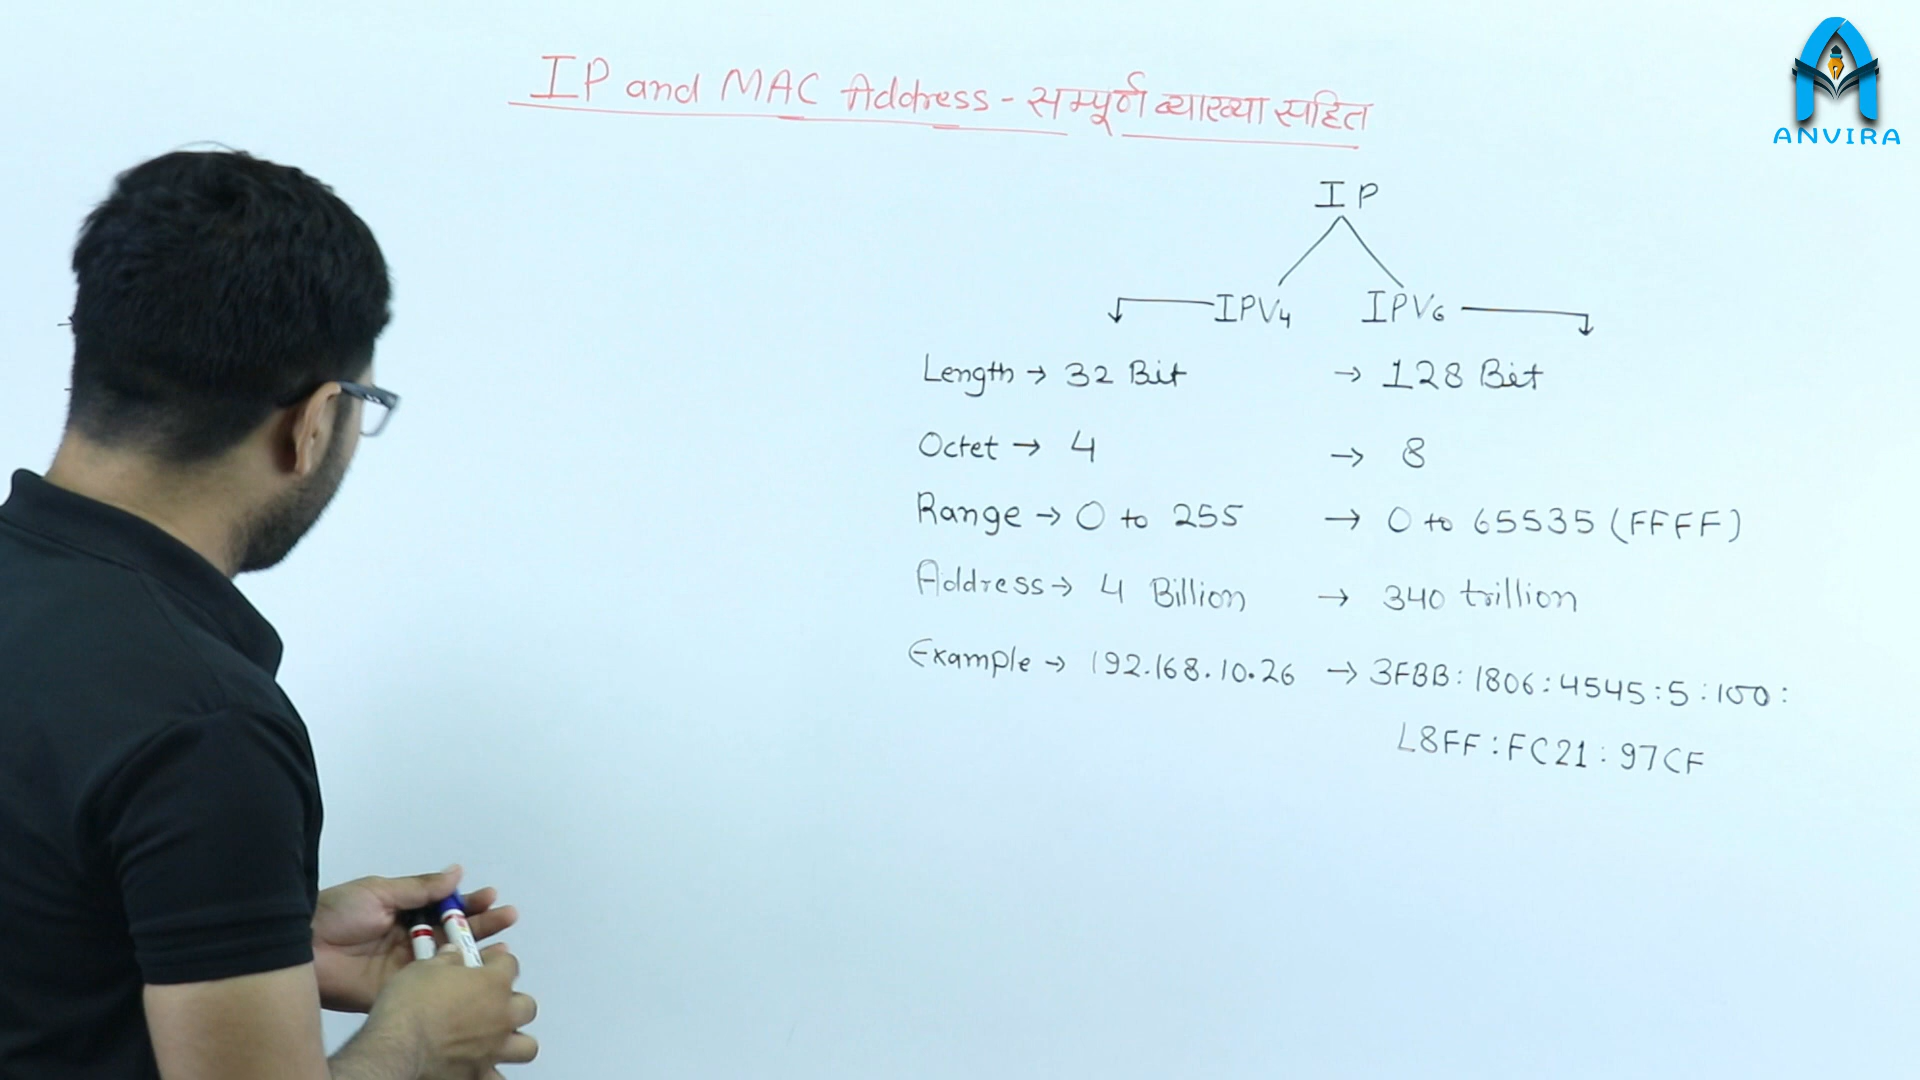 IP and MAC Address - सम्पूर्ण व्याख्या सहित
ANVIRA
IP
IPV4 IPV6
Length → 32 Bit → 128 Bit
Octet → 4 → 8
Range → 0 to 255 → 0 to 65535 (FFFF)
Address → 4 Billion → 340 trillion
Example → 192.168.10.26 → 3FBB:1806:4545:5:100:
L8FF:FC21:97CF